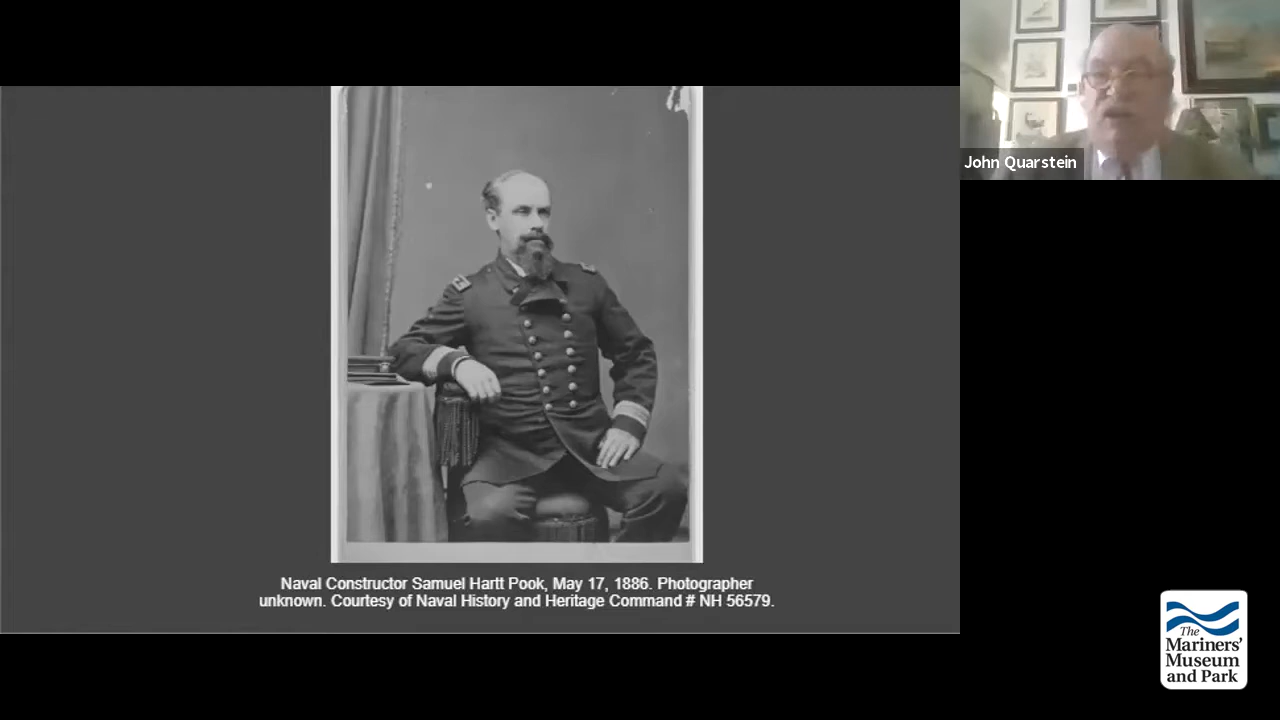 John Quarstein
Naval Constructor Samuel Hartt Pook, May 17, 1886. Photographer
unknown. Courtesy of Naval History and Heritage Command # NH 56579.
The
Mariners'
Museum
and Park